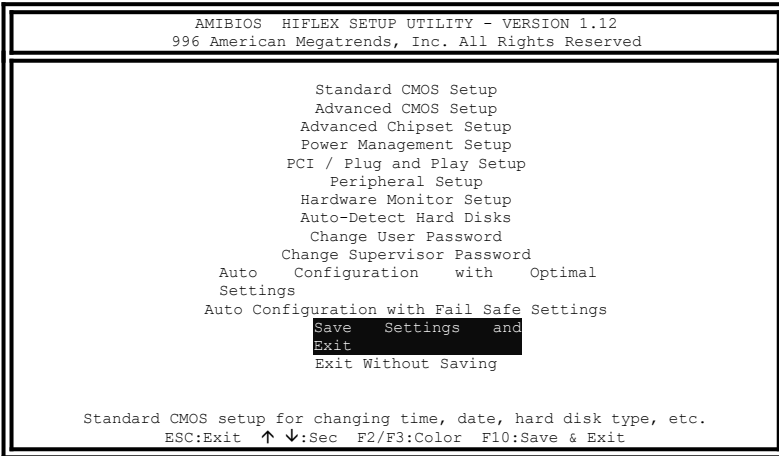 AMIBIOS HIFLEX SETUP UTILITY - VERSION 1.12
996 American Megatrends, Inc. All Rights Reserved
Standard CMOS Setup
Advanced CMOS Setup
Advanced Chipset Setup
Power Management Setup
PCI / Plug and Play Setup
Peripheral Setup
Hardware Monitor Setup
Auto-Detect Hard Disks
Change User Password
Change Supervisor Password
Auto Configuration with Optimal
Settings
Auto Configuration with Fail Safe Settings
Save Settings and
Exit
Exit Without Saving
Standard CMOS setup for changing time, date, hard disk type, etc.
ESC:Exit ↑ ↓:Sec F2/F3:Color F10:Save & Exit